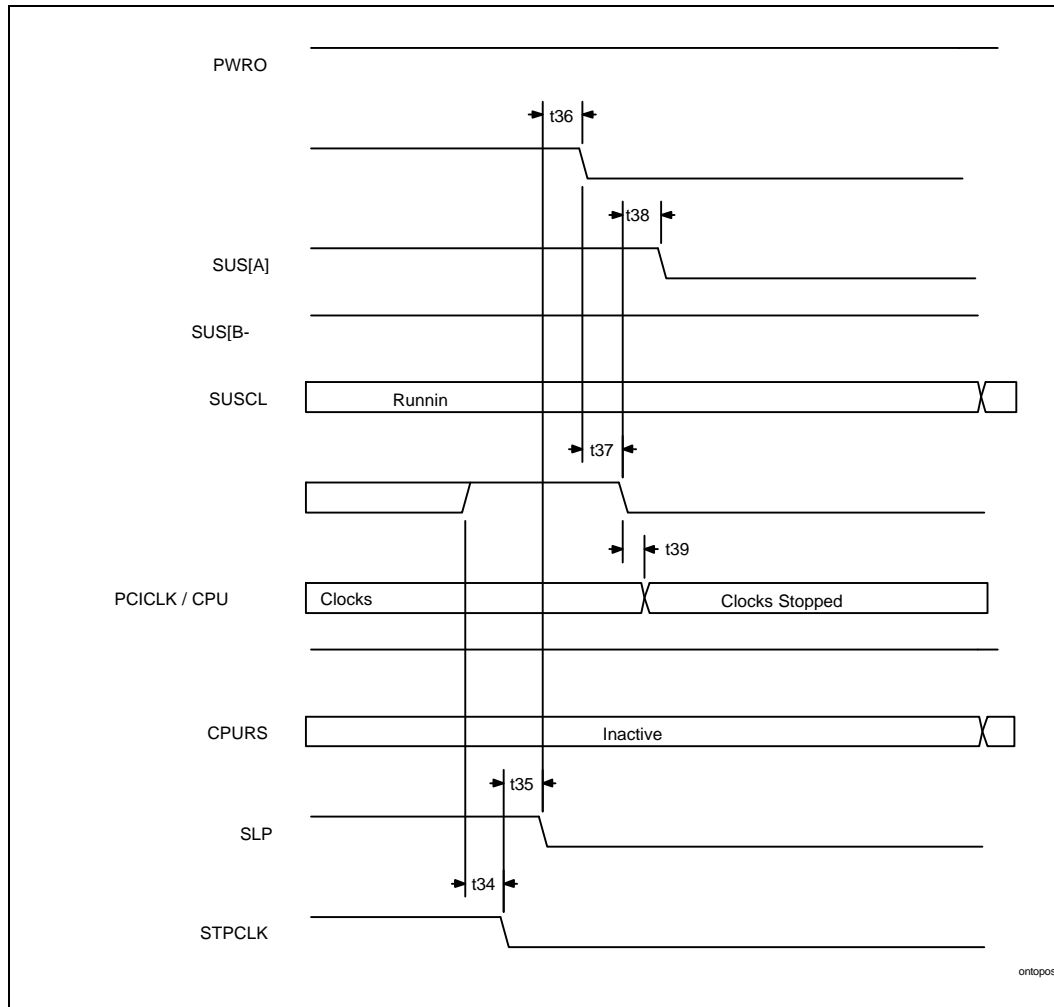 PWRO
t36
t38
SUS[A]
SUS[B-
SUSCL
Runnin
t37
t39
PCICLK / CPU
Clocks
Clocks Stopped
CPURS
Inactive
t35
SLP
t34
STPCLK
ontopos